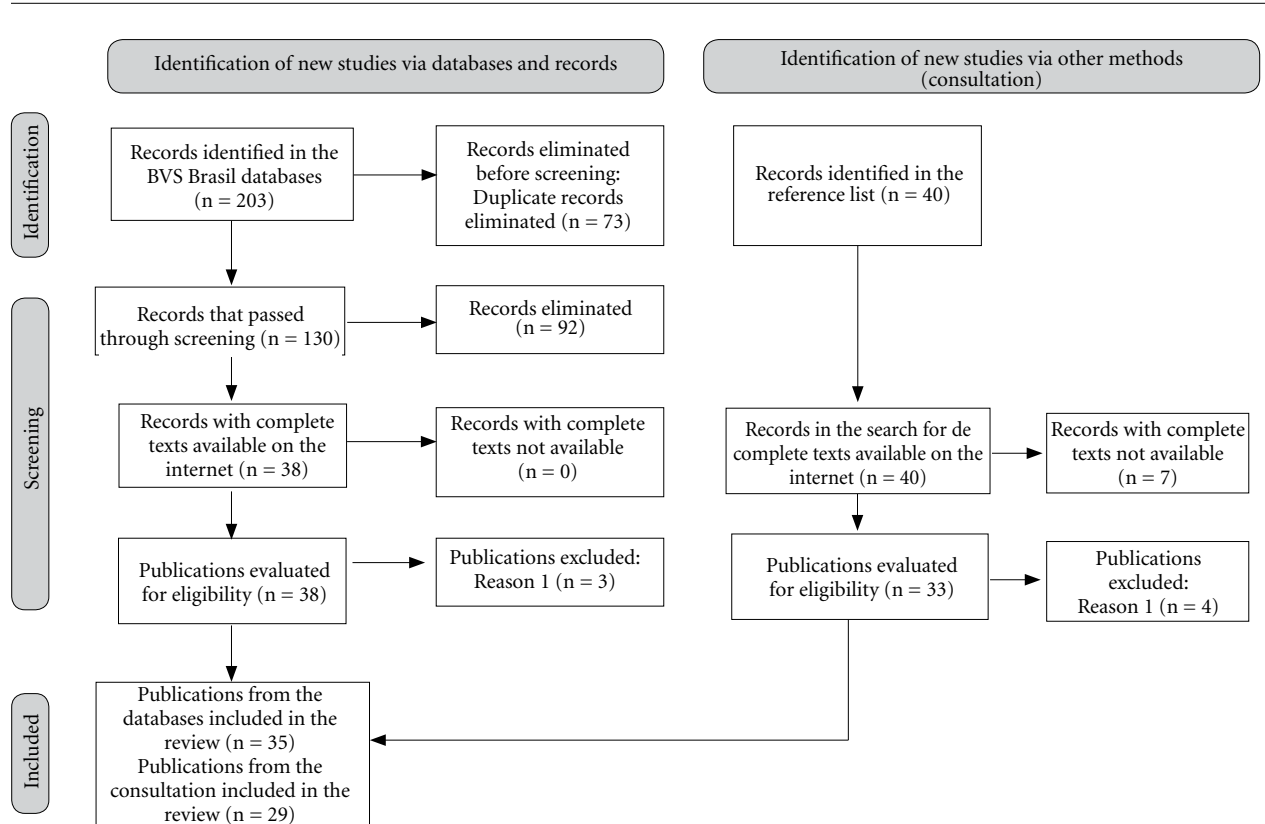 Identification of new studies via databases and records
Identification of new studies via other methods
(consultation)
Identification
Records identified in the
BVS Brasil databases
(n = 203)
Records eliminated
before screening:
Duplicate records
eliminated (n = 73)
Records identified in the
reference list (n = 40)
Screening
Records that passed
through screening (n = 130)
Records eliminated
(n = 92)
Records with complete
texts available on the
internet (n = 38)
Records with complete
texts not available
(n = 0)
Records in the search for de
complete texts available on the
internet (n = 40)
Records with complete
texts not available
(n = 7)
Publications evaluated
for eligibility (n = 38)
Publications excluded:
Reason 1 (n = 3)
Publications evaluated
for eligibility (n = 33)
Publications
excluded:
Reason 1 (n = 4)
Included
Publications from the
databases included in the
review (n = 35)
Publications from the
consultation included in the
review (n = 29)